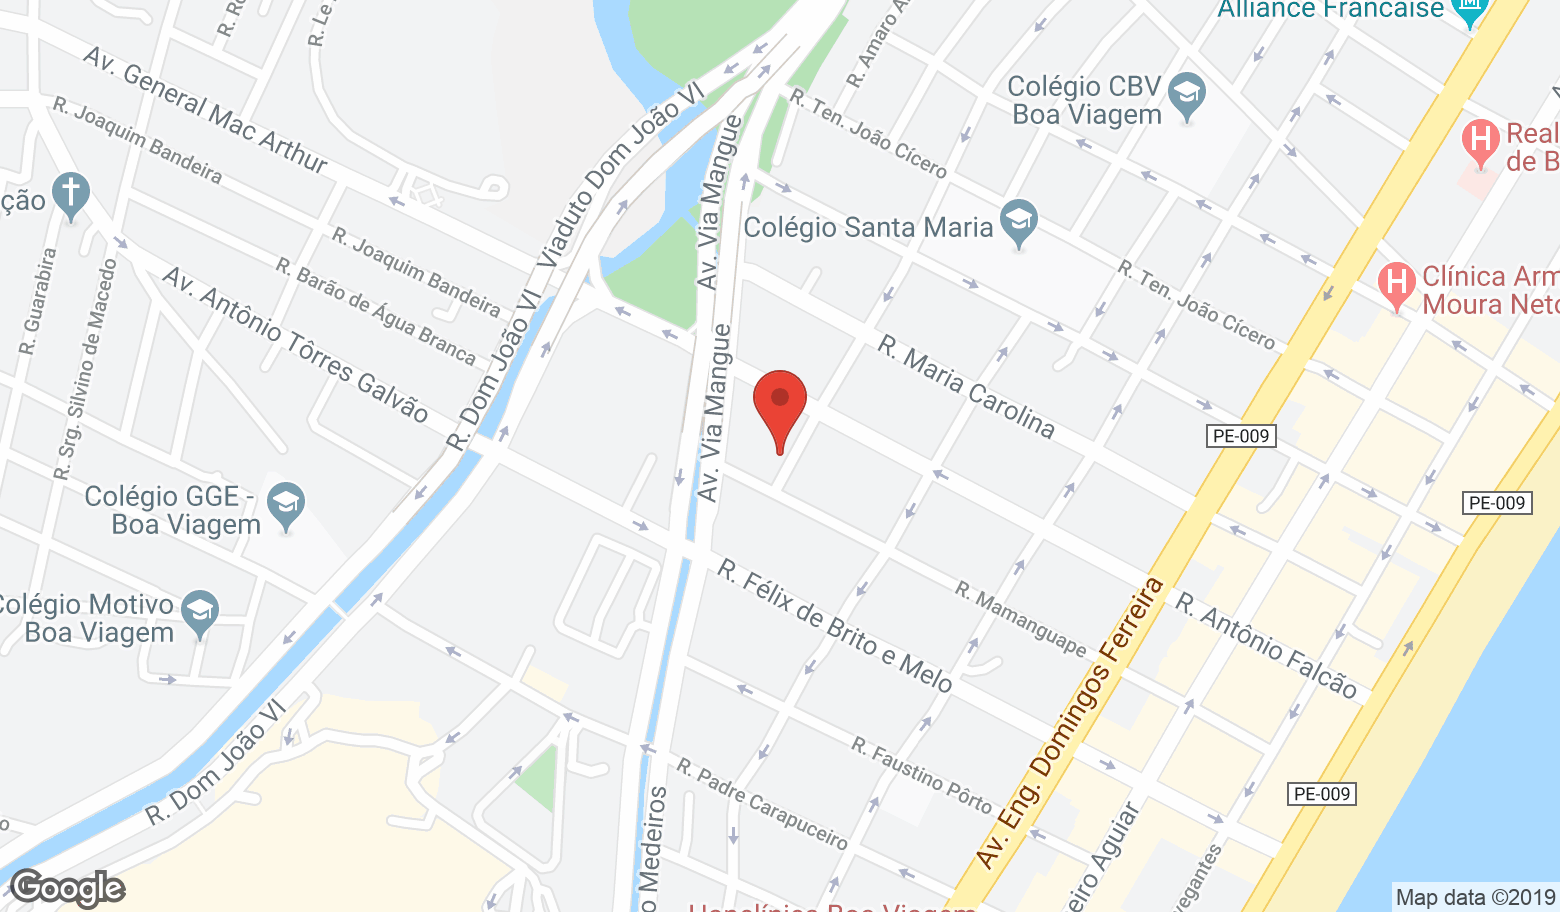 Alliance Francaise
R. Le
R. Amaro A
Av. General Mac Arthur
R. Joaquim Bandeira
Viaduto Dom João VI
Av. Via Mangue
R. Ten. João Cícero
Colégio CBV
Boa Viagem
Real
de B
ção
Colégio Santa Maria
R. Joaquim Bandeira
R. Barão de Água Branca
R. Guarabira
R. Srg. Silvino de Macedo
Av. Antônio Tôrres Galvão
R. Dom João VI
Av. Via Mangue
R. Ten. João Cícero
Clínica Arm
Moura Neto
R. Maria Carolina
PE-009
PE-009
Colégio GGE -
Boa Viagem
Colégio Motivo
Boa Viagem
R. Félix de Brito e Melo
R. Mamanguape
R. Antônio Falcão
Av. Eng. Domingos Ferreira
R. Dom João VI
R. Faustino Pôrto
R. Padre Carapuceiro
PE-009
o Medeiros
eiro Aguiar
vegantes
Boa Viagem
Google
Map data ©2019